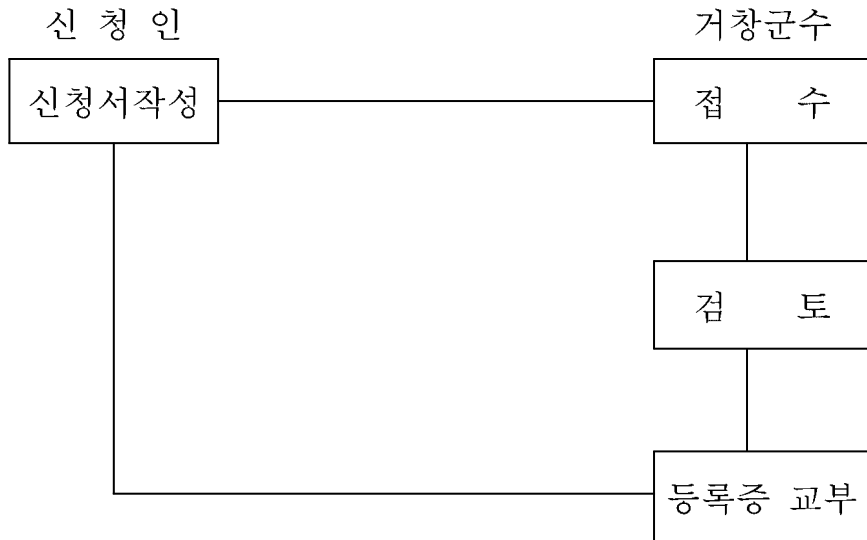 신 청 인
거창군수
신청서작성
접 수
검 토
등록증 교부